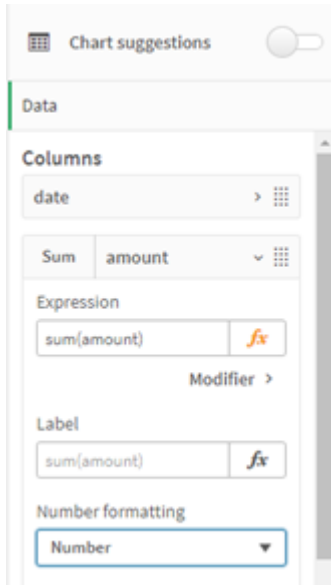 Chart suggestions
Data
Columns
date
Sum amount
Expression
sum(amount) fx
Modifier >
Label
sum(amount) fx
Number formatting
Number